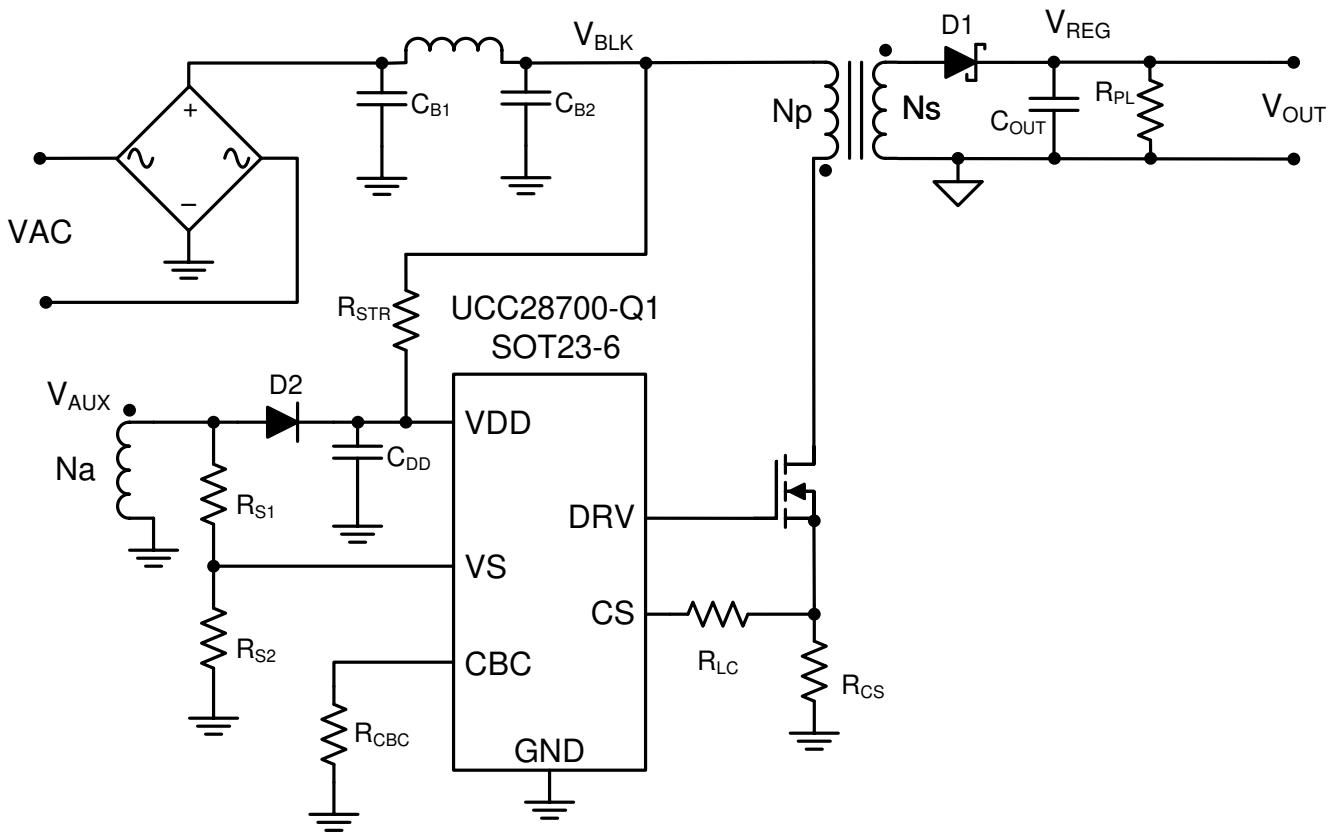 V_BLK
D1
V_REG
+
C_B1
C_B2
Np
Ns
C_OUT
R_PL
V_OUT
–
VAC
R_STR
UCC28700-Q1
SOT23-6
V_AUX
D2
VDD
C_DD
Na
R_S1
DRV
VS
CS
R_S2
CBC
R_LC
R_CS
R_CBC
GND